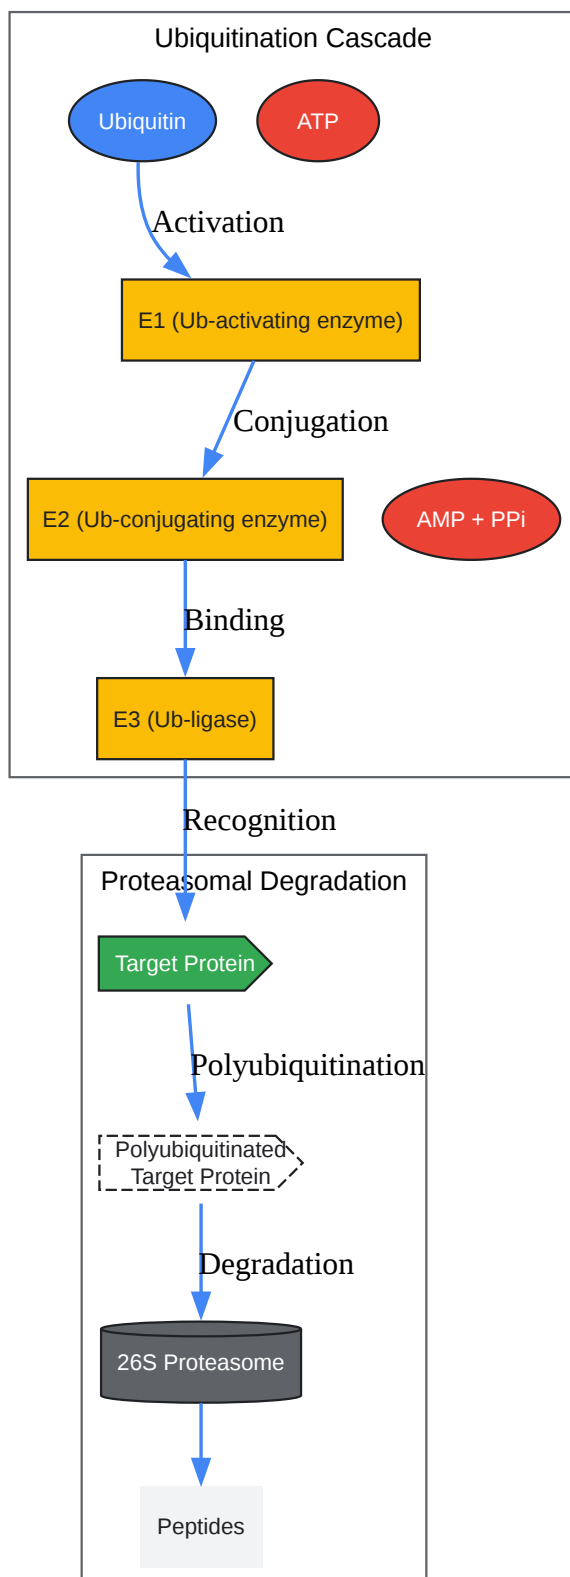 Ubiquitination Cascade
Ubiquitin
ATP
Activation
E1 (Ub-activating enzyme)
Conjugation
E2 (Ub-conjugating enzyme)
AMP + PPi
Binding
E3 (Ub-ligase)
Recognition
Proteasomal Degradation
Target Protein
Polyubiquitination
Polyubiquitinated
Target Protein
Degradation
26S Proteasome
Peptides